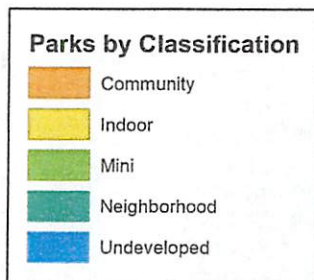 Parks by Classification
Community
Indoor
Mini
Neighborhood
Undeveloped